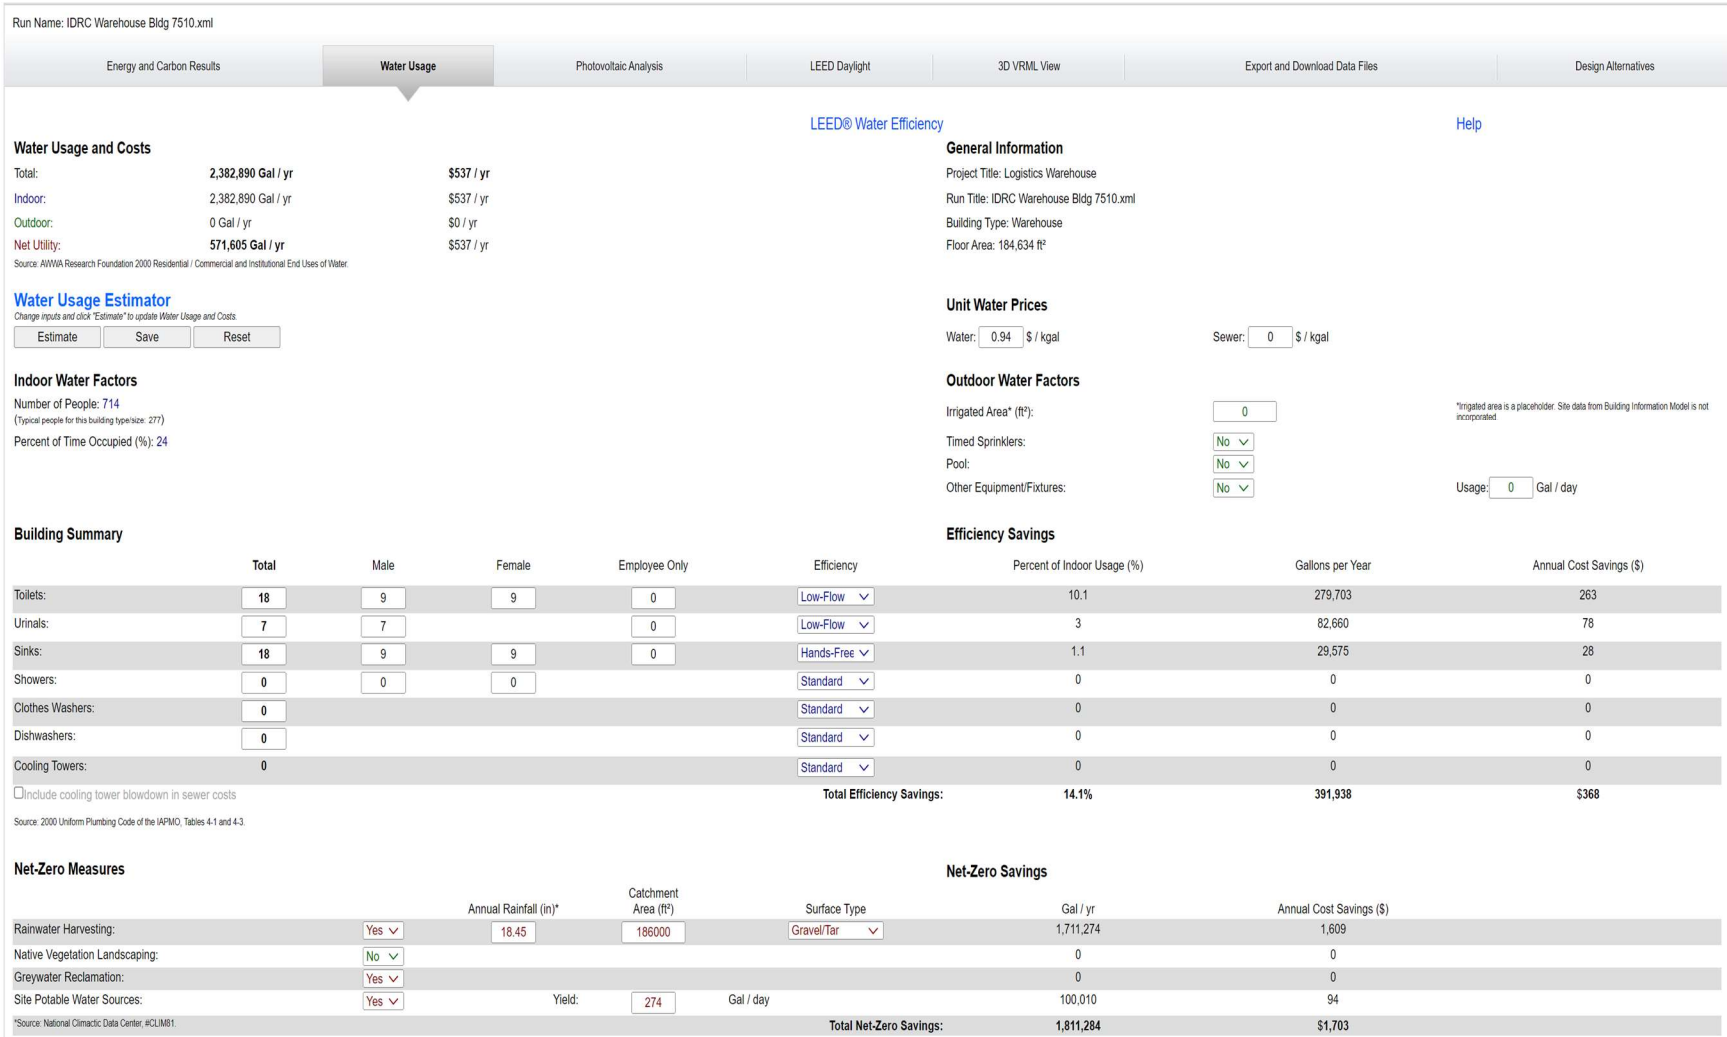 Run Name: IDRC Warehouse Bldg 7510.xml
Energy and Carbon Results Water Usage Photovoltaic Analysis LEED Daylight 3D VRML View Export and Download Data Files Design Alternatives
LEED® Water Efficiency Help
Water Usage and Costs
Total: 2,382,890 Gal / yr $537 / yr
Indoor: 2,382,890 Gal / yr $537 / yr
Outdoor: 0 Gal / yr $0 / yr
Net Utility: 571,605 Gal / yr $537 / yr
Source: AWWA Research Foundation 2000 Residential / Commercial and Institutional End Uses of Water.
General Information
Project Title: Logistics Warehouse
Run Title: IDRC Warehouse Bldg 7510.xml
Building Type: Warehouse
Floor Area: 184,634 ft²
Water Usage Estimator
Change inputs and click "Estimate" to update Water Usage and Costs.
Estimate Save Reset
Unit Water Prices
Water: 0.94 $ / kgal Sewer: 0 $ / kgal
Indoor Water Factors
Number of People: 714
(Typical people for this building type/size: 277)
Percent of Time Occupied (%): 24
Outdoor Water Factors
Irrigated Area* (ft²): 0
*Irrigated area is a placeholder. Site data from Building Information Model is not
incorporated
Timed Sprinklers: No
Pool: No
Other Equipment/Fixtures: No Usage: 0 Gal / day
Building Summary Efficiency Savings
Total Male Female Employee Only Efficiency Percent of Indoor Usage (%) Gallons per Year Annual Cost Savings ($)
Toilets: 18 9 9 0 Low-Flow 10.1 279,703 263
Urinals: 7 7 0 Low-Flow 3 82,660 78
Sinks: 18 9 9 0 Hands-Free 1.1 29,575 28
Showers: 0 0 0 Standard 0 0 0
Clothes Washers: 0 Standard 0 0 0
Dishwashers: 0 Standard 0 0 0
Cooling Towers: 0 Standard 0 0 0
Include cooling tower blowdown in sewer costs Total Efficiency Savings: 14.1% 391,938 $368
Source: 2000 Uniform Plumbing Code of the IAPMO, Tables 4-1 and 4-3.
Net-Zero Measures Net-Zero Savings
Annual Rainfall (in)* Catchment
Area (ft²) Surface Type Gal / yr Annual Cost Savings ($)
Rainwater Harvesting: Yes 18.45 186000 Gravel/Tar 1,711,274 1,609
Native Vegetation Landscaping: No 0 0
Greywater Reclamation: Yes 0 0
Site Potable Water Sources: Yes Yield: 274 Gal / day 100,010 94
*Source: National Climactic Data Center, #CLIM81. Total Net-Zero Savings: 1,811,284 $1,703